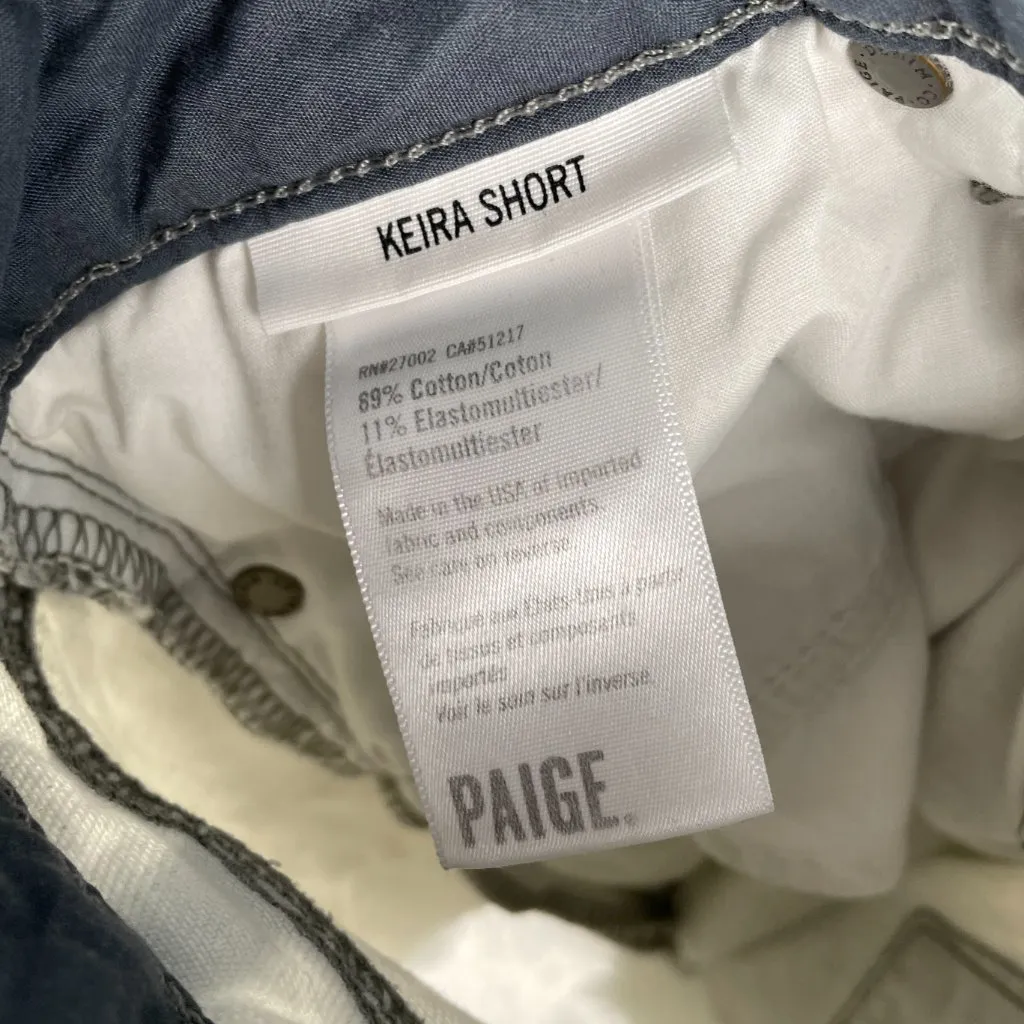 KEIRA SHORT
RN#27002 CA#51217
89% Cotton/Coton
11% Elastomultiester/
Élastomultiester
Made in the USA of imported
fabric and components.
See care on reverse.
Fabriqué aux États-Unis à partir
de tissus et composants
importés
Voir le soin sur l'inverse.
PAIGE.